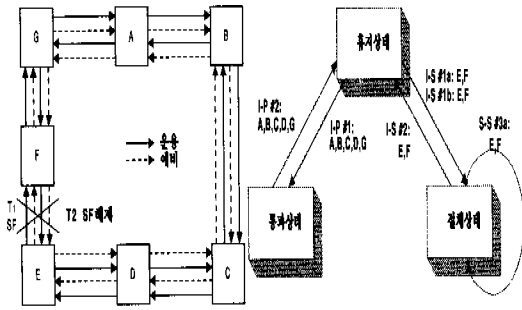 G
A
B
F
운용
예비
T1
SF
T2 SF해제
E
D
C
휴지상태
I-P #2:
A,B,C,D,G
I-P #1:
A,B,C,D,G
I-S #1a: E,F
I-S #1b: E,F
I-S #2:
E,F
S-S #3a:
E,F
통과상태
절체상태